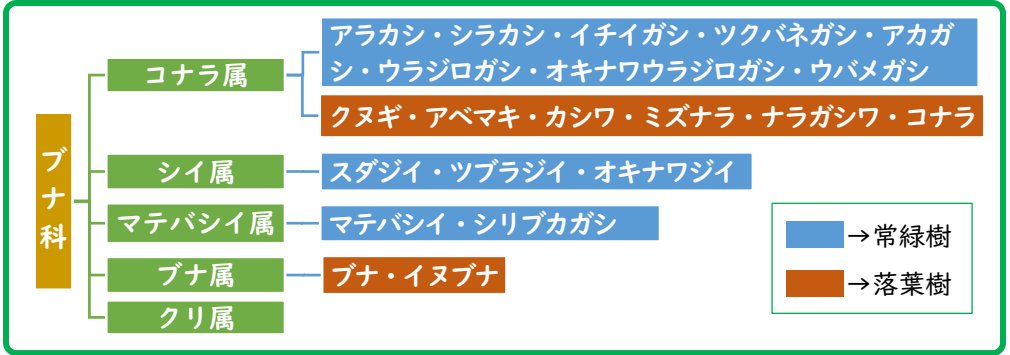 ブナ科
コナラ属
アラカシ・シラカシ・イチイガシ・ツクバネガシ・アカガ
シ・ウラジロガシ・オキナワウラジロガシ・ウバメガシ
クヌギ・アベマキ・カシワ・ミズナラ・ナラガシワ・コナラ
シイ属
スダジイ・ツブラジイ・オキナワジイ
マテバシイ属
マテバシイ・シリブカガシ
ブナ属
ブナ・イヌブナ
クリ属
→常緑樹
→落葉樹